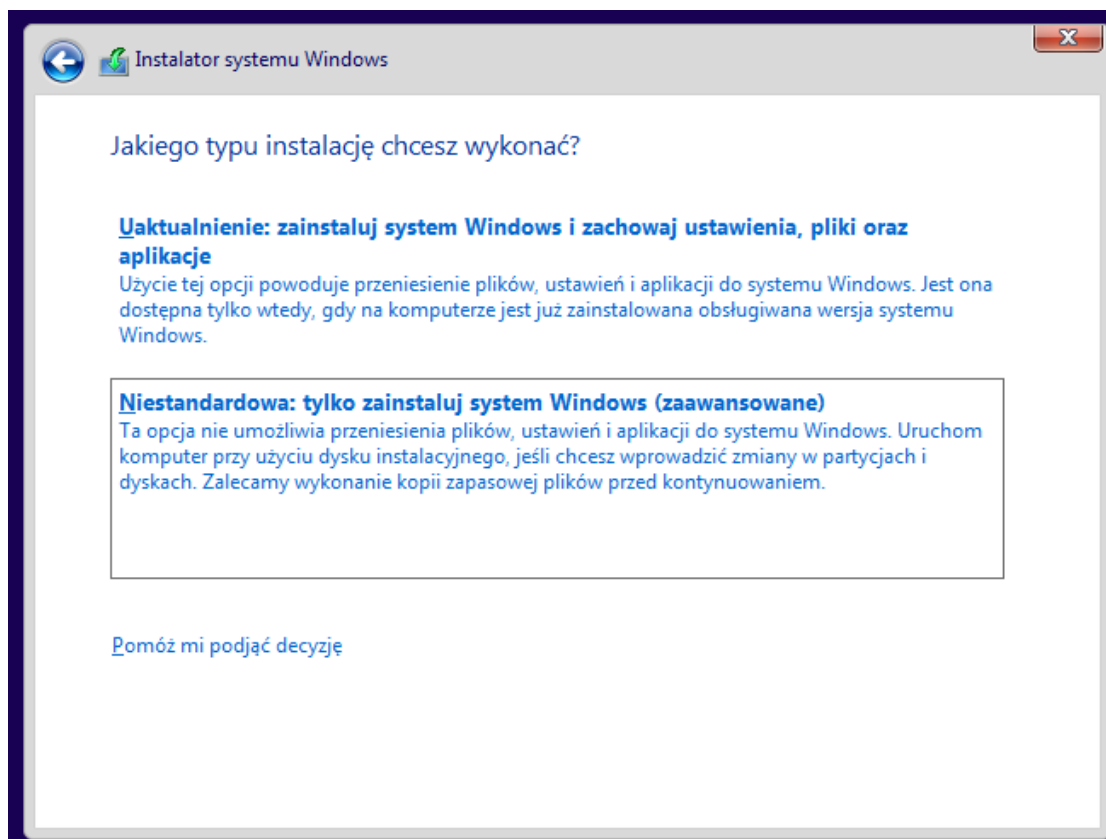 Instalator systemu Windows
Jakiego typu instalację chcesz wykonać?
Uaktualnienie: zainstaluj system Windows i zachowaj ustawienia, pliki oraz
aplikacje
Użycie tej opcji powoduje przeniesienie plików, ustawień i aplikacji do systemu Windows. Jest ona
dostępna tylko wtedy, gdy na komputerze jest już zainstalowana obsługiwana wersja systemu
Windows.
Niestandardowa: tylko zainstaluj system Windows (zaawansowane)
Ta opcja nie umożliwia przeniesienia plików, ustawień i aplikacji do systemu Windows. Uruchom
komputer przy użyciu dysku instalacyjnego, jeśli chcesz wprowadzić zmiany w partycjach i
dyskach. Zalecamy wykonanie kopii zapasowej plików przed kontynuowaniem.
Pomóż mi podjąć decyzję